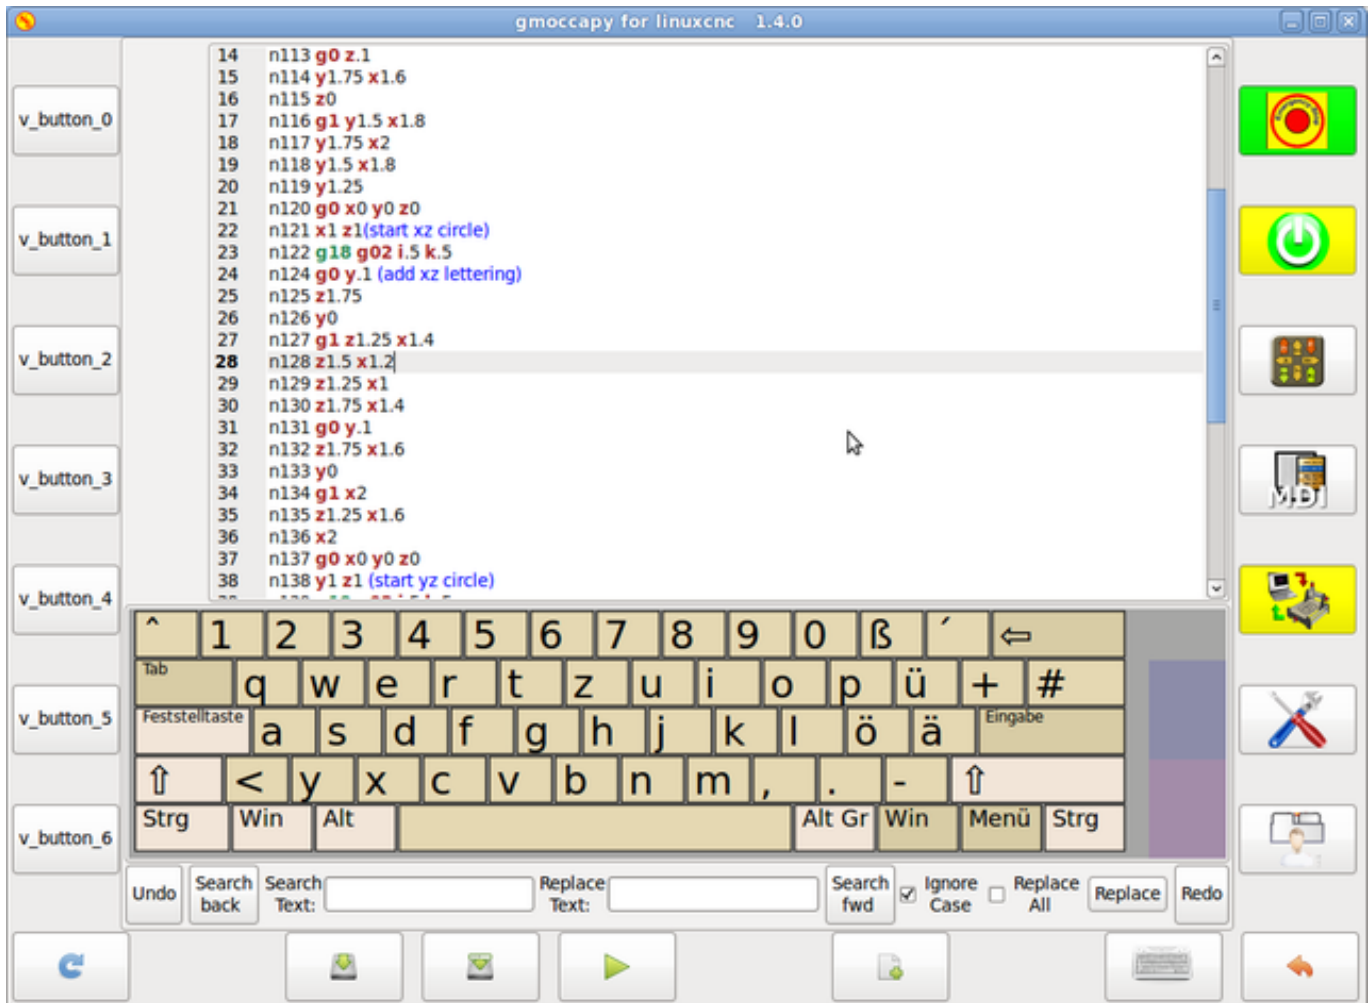 gmoccapy for linuxcnc 1.4.0
v_button_0
v_button_1
v_button_2
v_button_3
v_button_4
v_button_5
v_button_6
14 n113 g0 z.1
15 n114 y1.75 x1.6
16 n115 z0
17 n116 g1 y1.5 x1.8
18 n117 y1.75 x2
19 n118 y1.5 x1.8
20 n119 y1.25
21 n120 g0 x0 y0 z0
22 n121 x1 z1(start xz circle)
23 n122 g18 g02 i.5 k.5
24 n124 g0 y.1 (add xz lettering)
25 n125 z1.75
26 n126 y0
27 n127 g1 z1.25 x1.4
28 n128 z1.5 x1.2
29 n129 z1.25 x1
30 n130 z1.75 x1.4
31 n131 g0 y.1
32 n132 z1.75 x1.6
33 n133 y0
34 n134 g1 x2
35 n135 z1.25 x1.6
36 n136 x2
37 n137 g0 x0 y0 z0
38 n138 y1 z1 (start yz circle)
MDI
^ 1 2 3 4 5 6 7 8 9 0 ß ´ ⇦
Tab q w e r t z u i o p ü + #
Feststelltaste a s d f g h j k l ö ä Eingabe
⇧ < y x c v b n m , . - ⇧
Strg Win Alt Alt Gr Win Menü Strg
Undo
Search back
Search Text:
Replace Text:
Search fwd
Ignore Case
Replace All
Replace
Redo